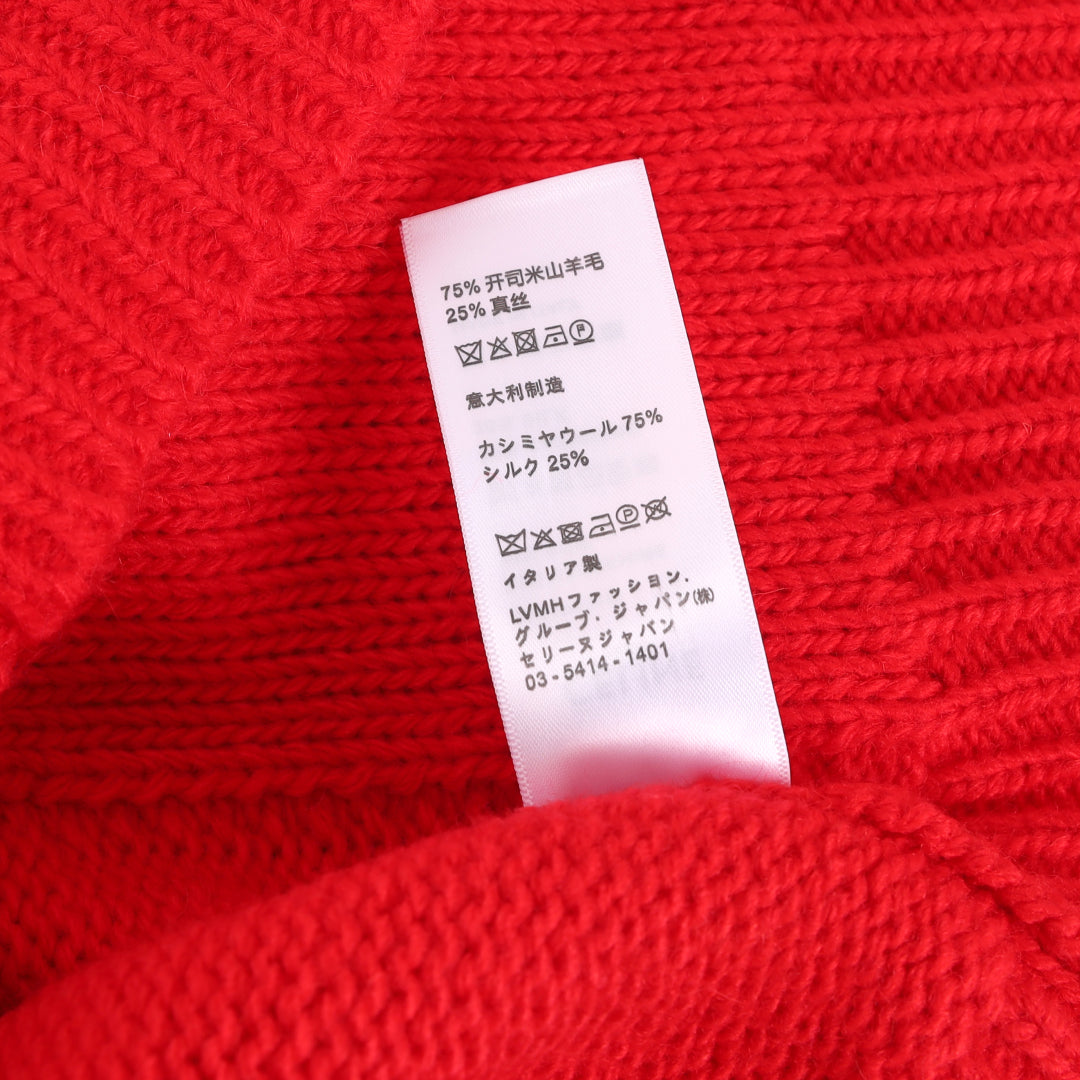 75% 开司米山羊毛
25% 真丝
意大利制造
カシミヤウール 75%
シルク 25%
イタリア製
LVMHファッション.
グループ・ジャパン(株)
セリーヌジャパン
03 - 5414 - 1401